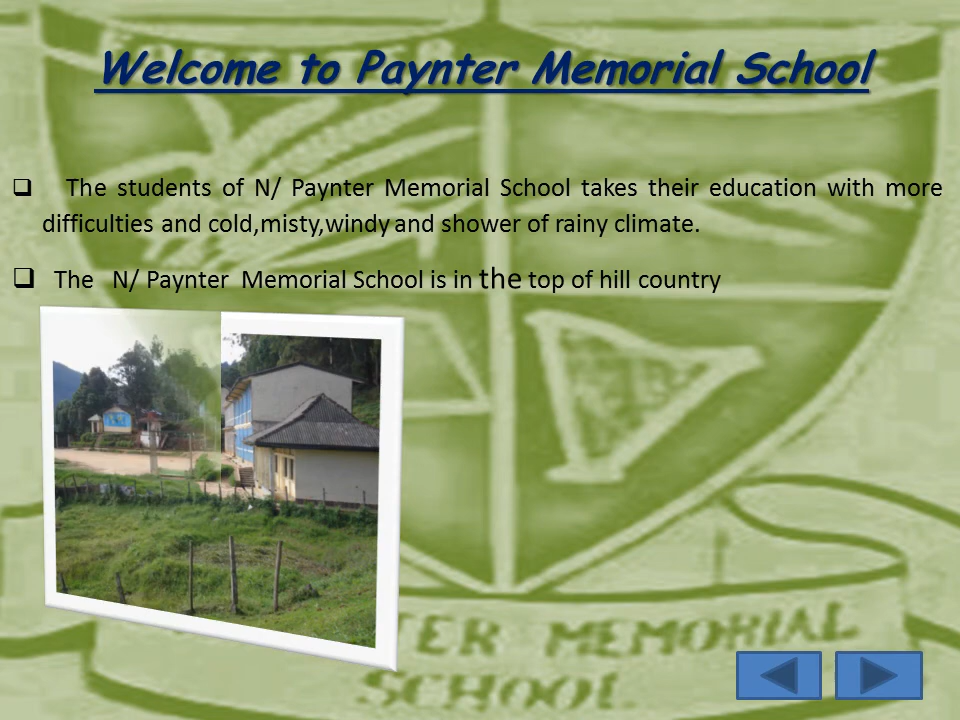 Welcome to Paynter Memorial School
❑ The students of N/ Paynter Memorial School takes their education with more
difficulties and cold,misty,windy and shower of rainy climate.
❑ The N/ Paynter Memorial School is in the top of hill country
TER MEMORIAL
SCHOOL